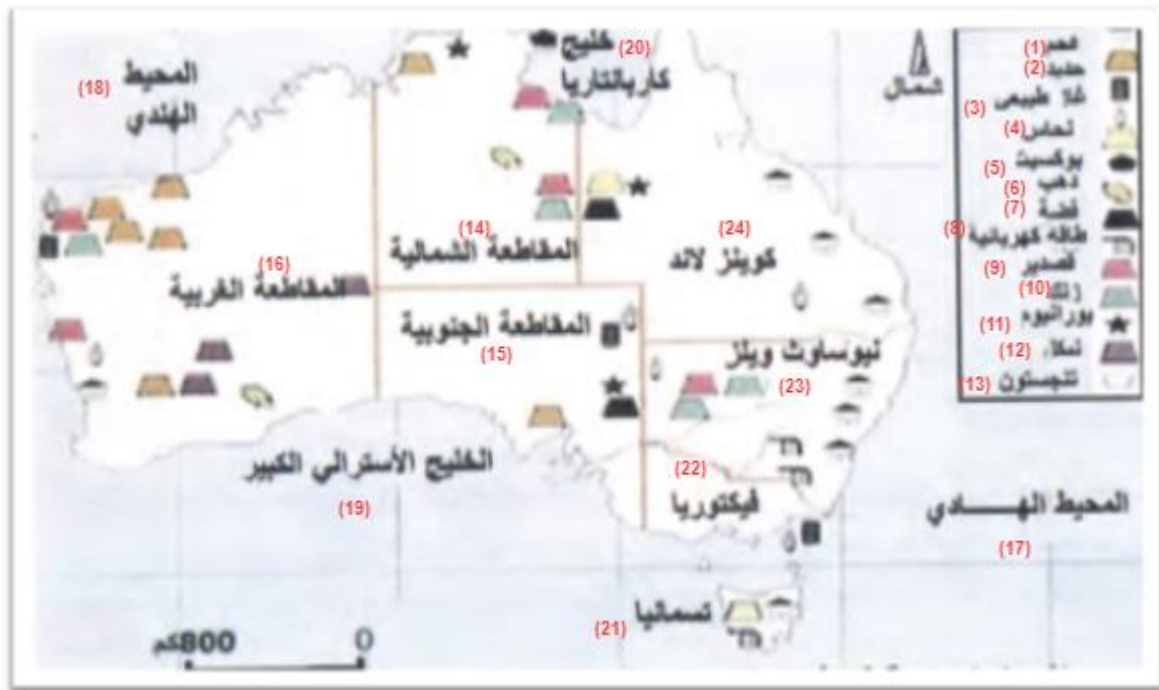 (20) خليج
كاربانتاريا
(18) المحيط
الهندي
شمال
(1) فحم
(2) حديد
(3) غاز طبيعي
(4) نحاس
(5) بوكسيت
(6) ذهب
(7) فضة
(8) طاقة كهربائية
(9) قصدير
(10) زنك
(11) يورانيوم
(12)
(13) تنجستون
(14)
المقاطعة الشمالية
(24)
كوينز لاند
(16)
المقاطعة الغربية
المقاطعة الجنوبية
(15)
نيوساوث ويلز
(23)
الخليج الأسترالي الكبير
(19)
(22)
فيكتوريا
المحيط الهــــادي
(17)
(21) تسمانيا
800كم 0